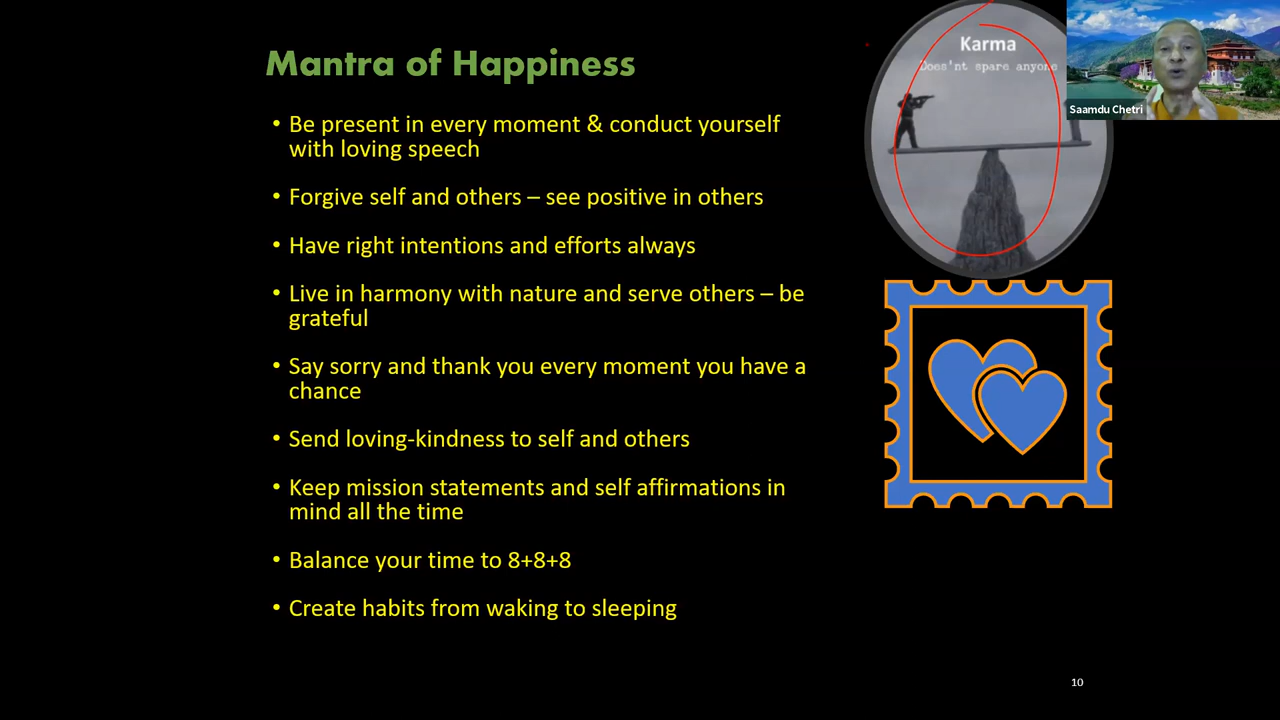 Mantra of Happiness
• Be present in every moment & conduct yourself
with loving speech
• Forgive self and others – see positive in others
• Have right intentions and efforts always
• Live in harmony with nature and serve others – be
grateful
• Say sorry and thank you every moment you have a
chance
• Send loving-kindness to self and others
• Keep mission statements and self affirmations in
mind all the time
• Balance your time to 8+8+8
• Create habits from waking to sleeping
Karma
Does'nt spare anyone
Saamdu Chetri
10